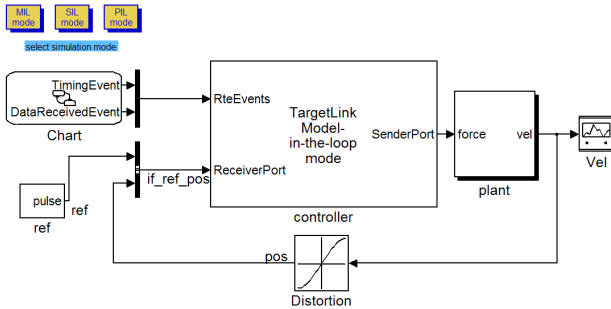 MIL
mode
SIL
mode
PIL
mode
select simulation mode
TimingEvent
DataReceivedEvent
Chart
RteEvents
TargetLink
Model-
in-the-loop
mode
SenderPort
ReceiverPort
controller
force
vel
plant
Vel
if_ref_pos
pulse
ref
ref
pos
Distortion